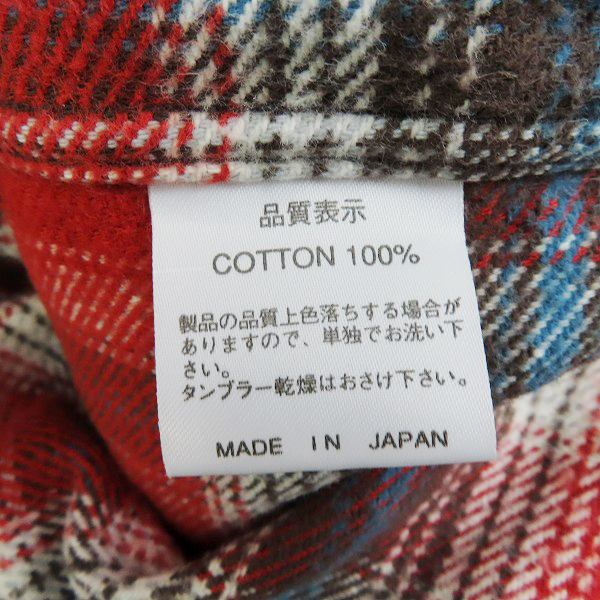 品質表示
COTTON 100%
製品の品質上色落ちする場合が
ありますので、単独でお洗い下
さい。
タンブラー乾燥はおさけ下さい。
MADE IN JAPAN